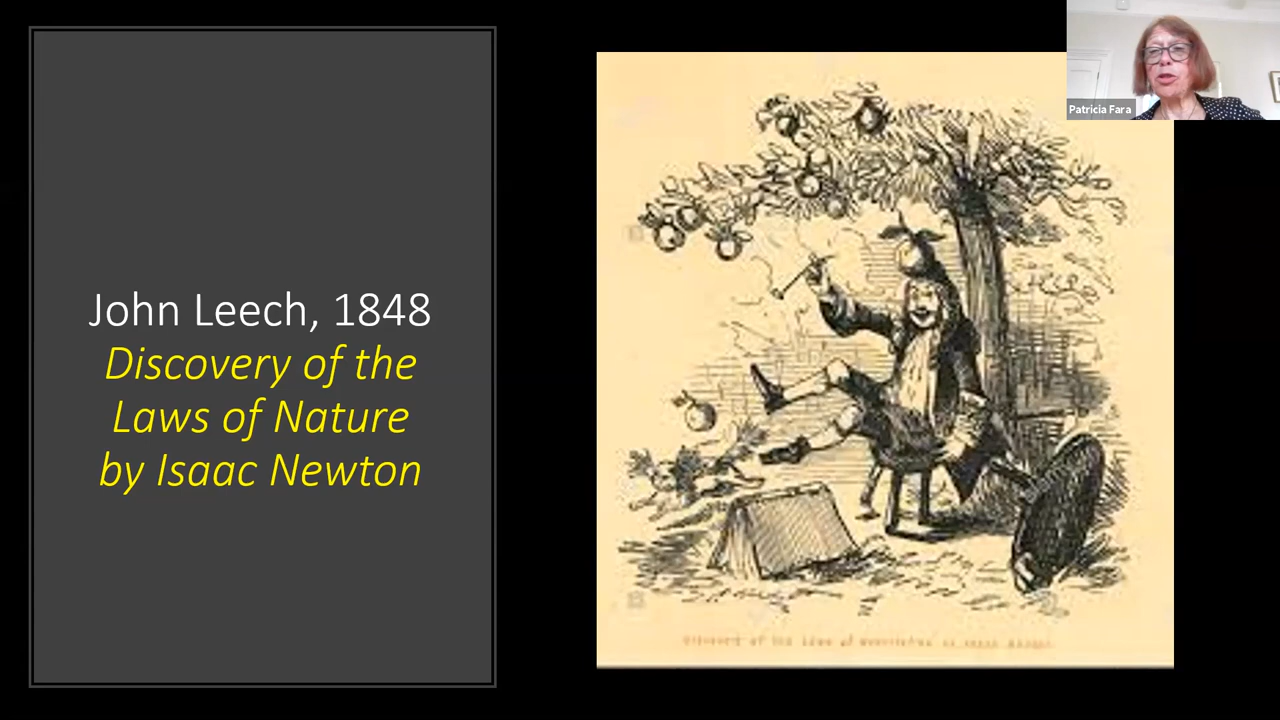 John Leech, 1848
Discovery of the
Laws of Nature
by Isaac Newton
Patricia Fara